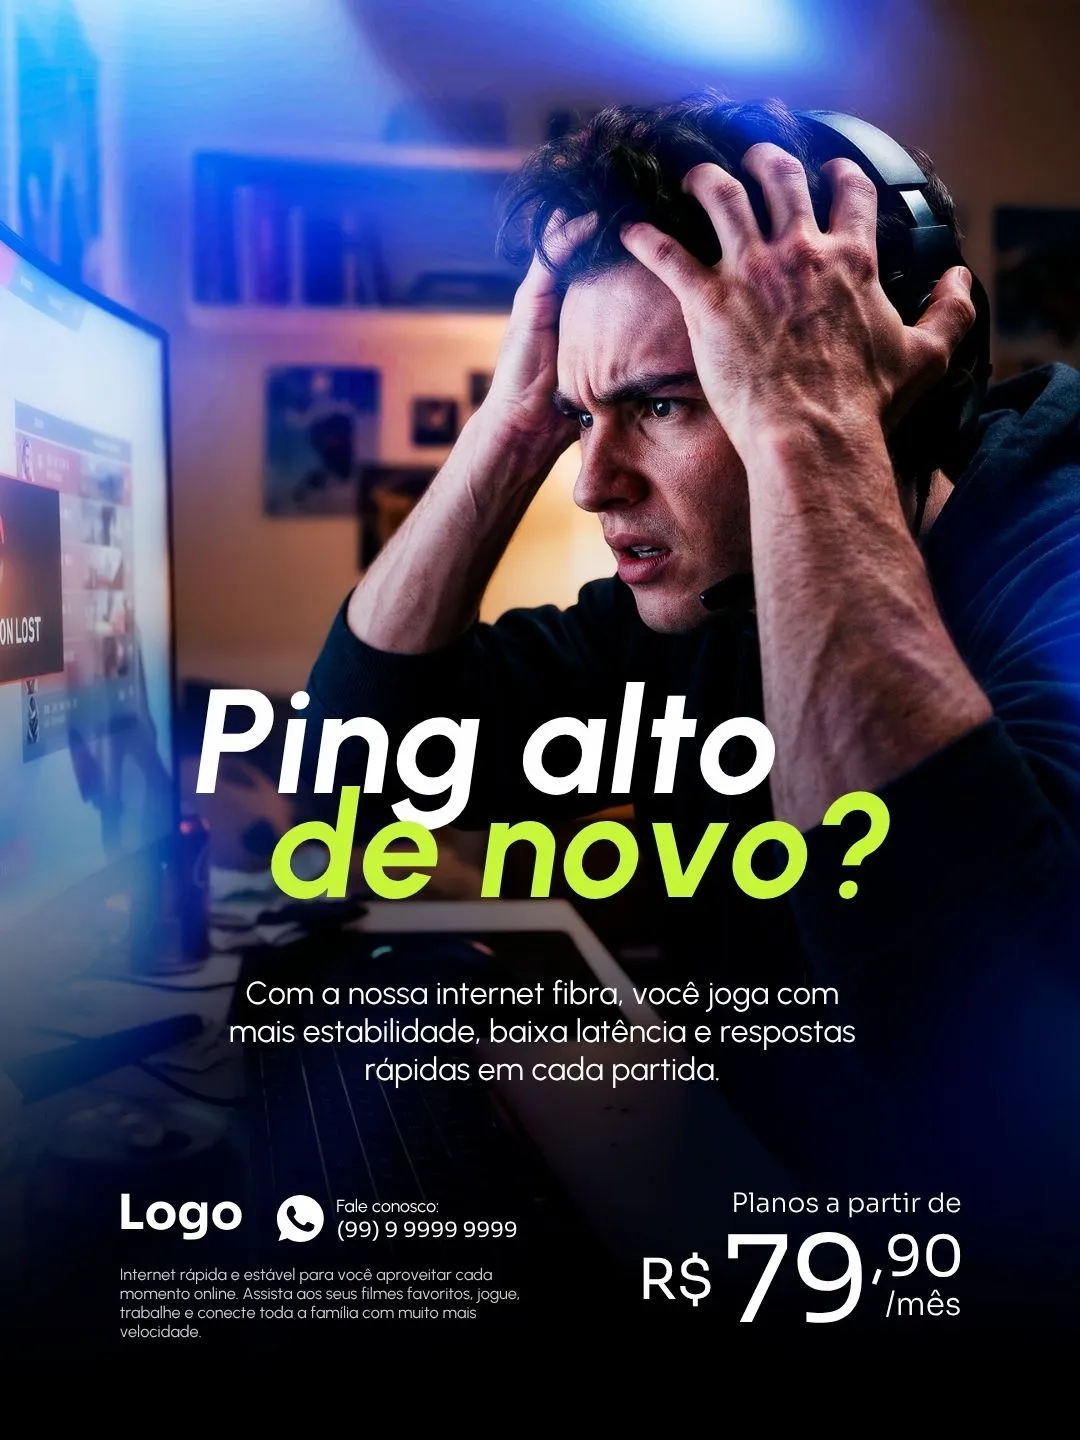 ON LOST
Ping alto
de novo?
Com a nossa internet fibra, você joga com
mais estabilidade, baixa latência e respostas
rápidas em cada partida.
Logo
Fale conosco:
(99) 9 9999 9999
Internet rápida e estável para você aproveitar cada
momento online. Assista aos seus filmes favoritos, jogue,
trabalhe e conecte toda a família com muito mais
velocidade.
Planos a partir de
R$ 79,90
/mês